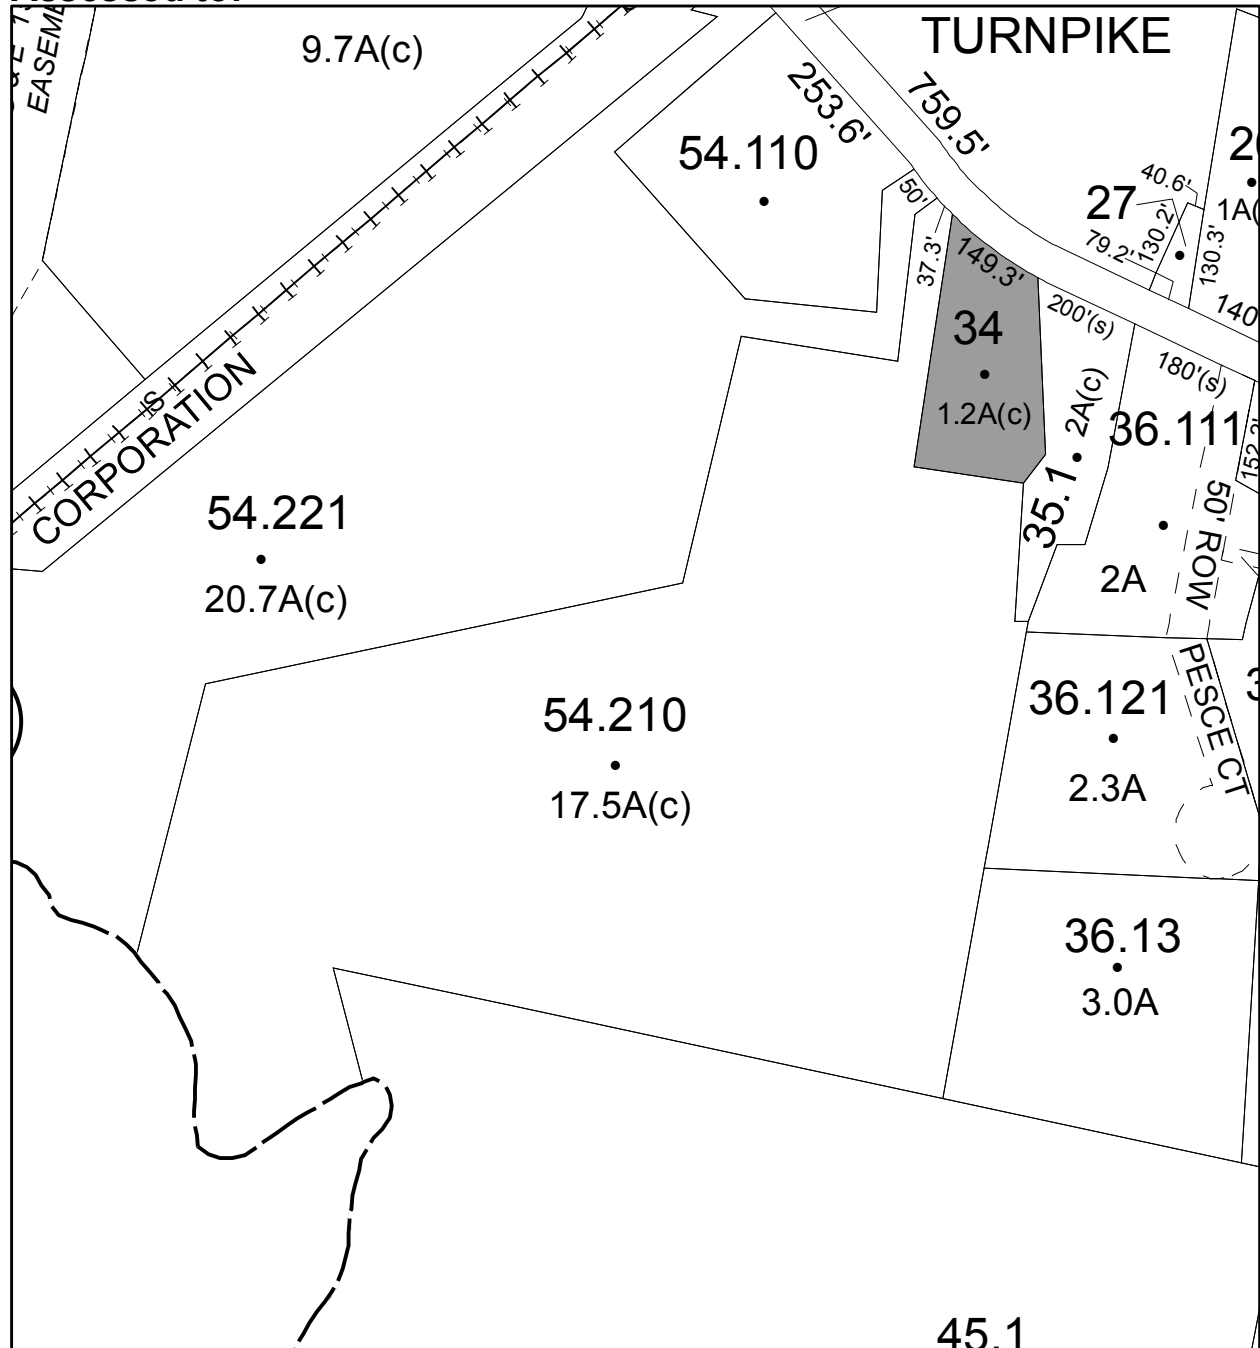 Assessed to:
EASEME
9.7A(c)
TURNPIKE
253.6'
759.5'
54.110
50'
37.3'
149.3'
34
1.2A(c)
27
40.6'
130.2'
79.2'
130.3'
1A(
140
200'(s)
180'(s)
2A(c)
35.1
36.111
2A
50' ROW
S
CORPORATION
54.221
20.7A(c)
54.210
17.5A(c)
36.121
2.3A
PESCE CT
36.13
3.0A
45.1